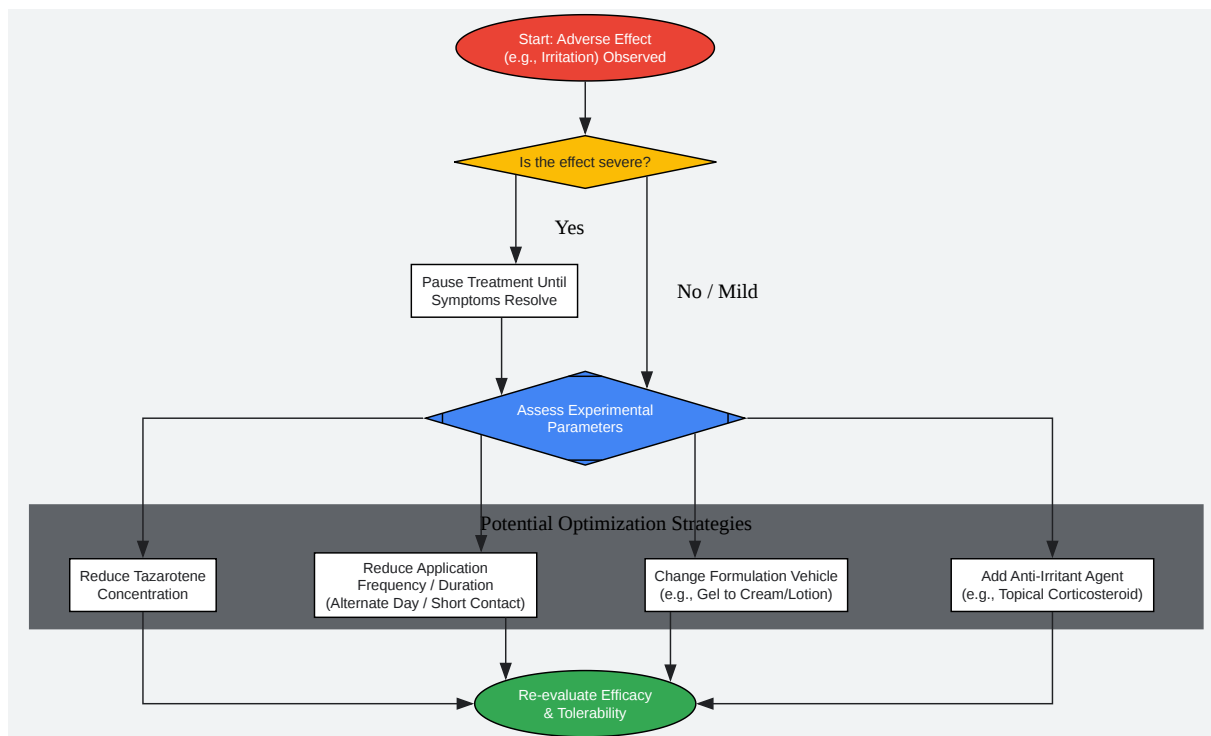 Start: Adverse Effect
(e.g., Irritation) Observed
Is the effect severe?
Yes
Pause Treatment Until
Symptoms Resolve
No / Mild
Assess Experimental
Parameters
Potential Optimization Strategies
Reduce Tazarotene
Concentration
Reduce Application
Frequency / Duration
(Alternate Day / Short Contact)
Change Formulation Vehicle
(e.g., Gel to Cream/Lotion)
Add Anti-Irritant Agent
(e.g., Topical Corticosteroid)
Re-evaluate Efficacy
& Tolerability